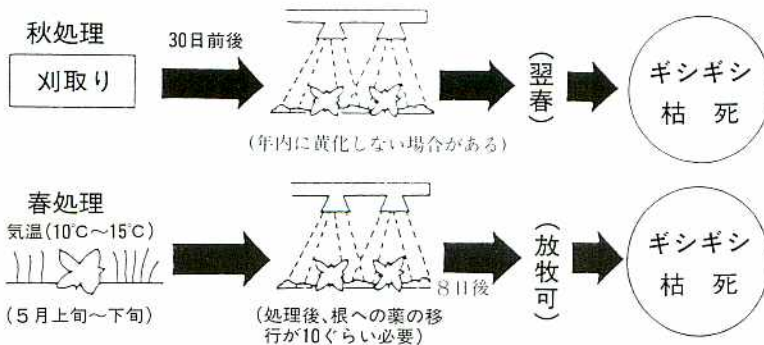 秋処理
刈取り
30日前後
(年内に黄化しない場合がある)
(翌春)
ギシギシ
枯 死
春処理
気温(10℃～15℃)
(5月上旬～下旬)
(処理後、根への薬の移
行が10ぐらい必要)
8日後
(放牧可)
ギシギシ
枯 死